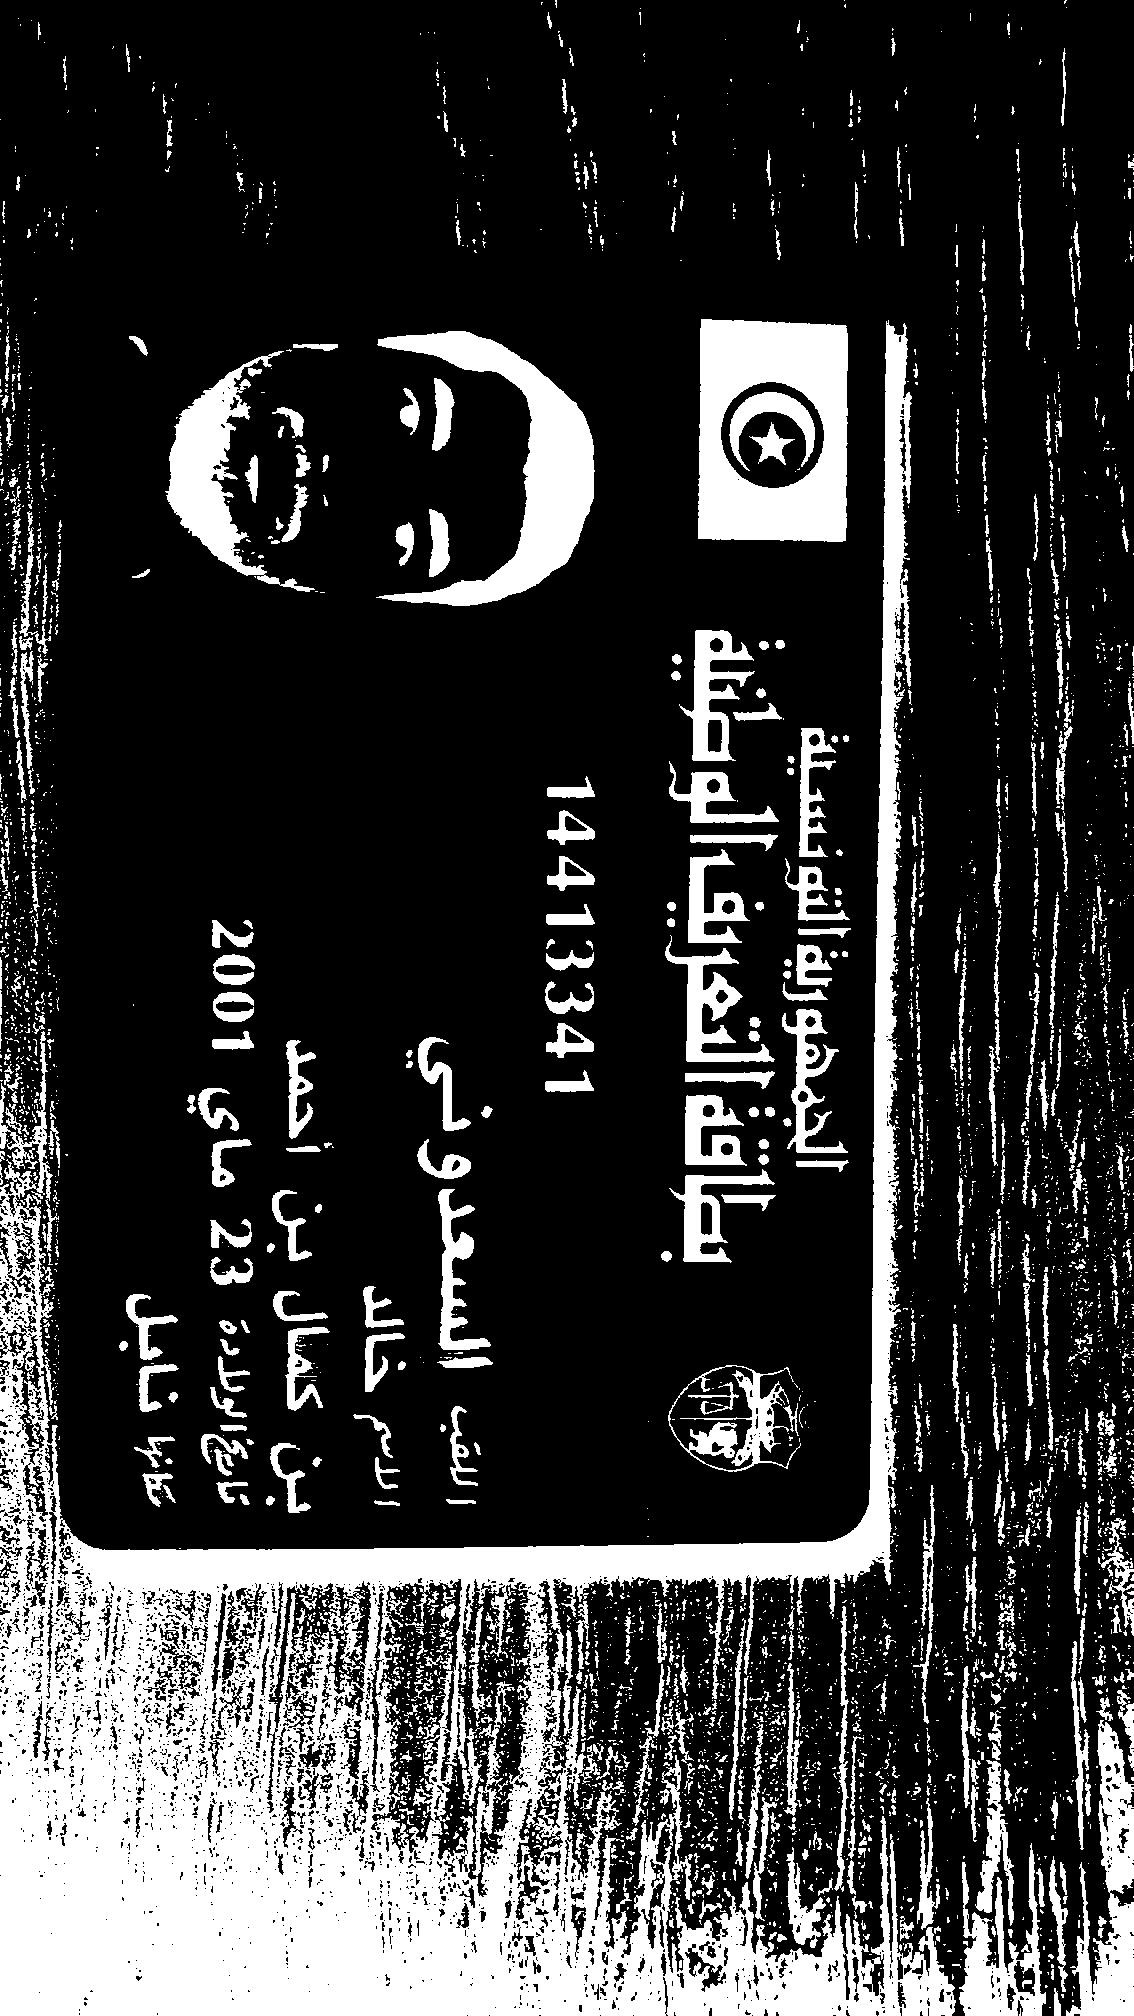 الجمهورية التونسية
بطاقة التعريف الوطنية
14413341
اللقب السعدوني
الاسم خالد
بن كمال بن أحمد
تاريخ الولادة 23 ماي 2001
مكانها نابل